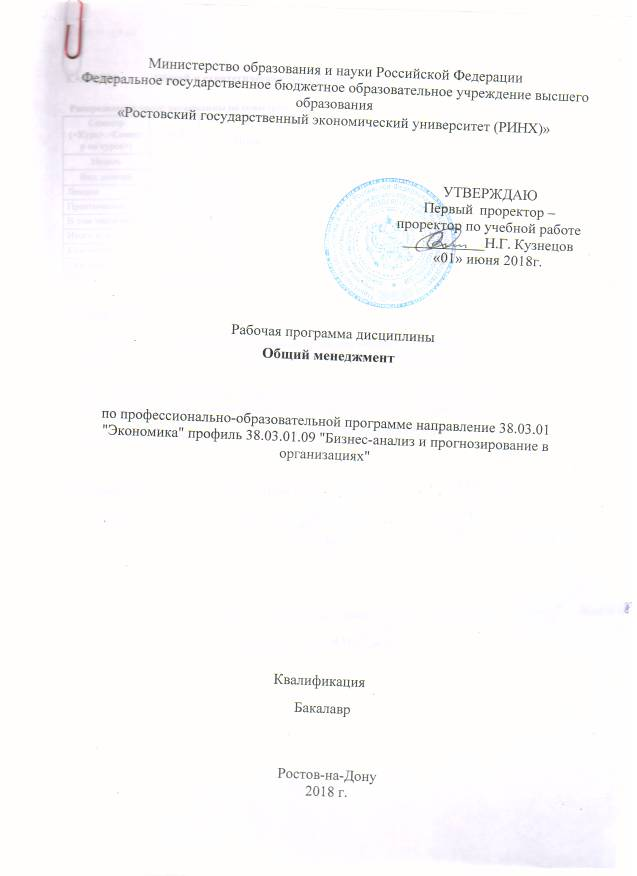 Министерство образования и науки Российской Федерации
Федеральное государственное бюджетное образовательное учреждение высшего
образования
«Ростовский государственный экономический университет (РИНХ)»
УТВЕРЖДАЮ
Первый проректор –
проректор по учебной работе
Н.Г. Кузнецов
«01» июня 2018г.
Рабочая программа дисциплины
Общий менеджмент
по профессионально-образовательной программе направление 38.03.01
"Экономика" профиль 38.03.01.09 "Бизнес-анализ и прогнозирование в
организациях"
Квалификация
Бакалавр
Ростов-на-Дону
2018 г.